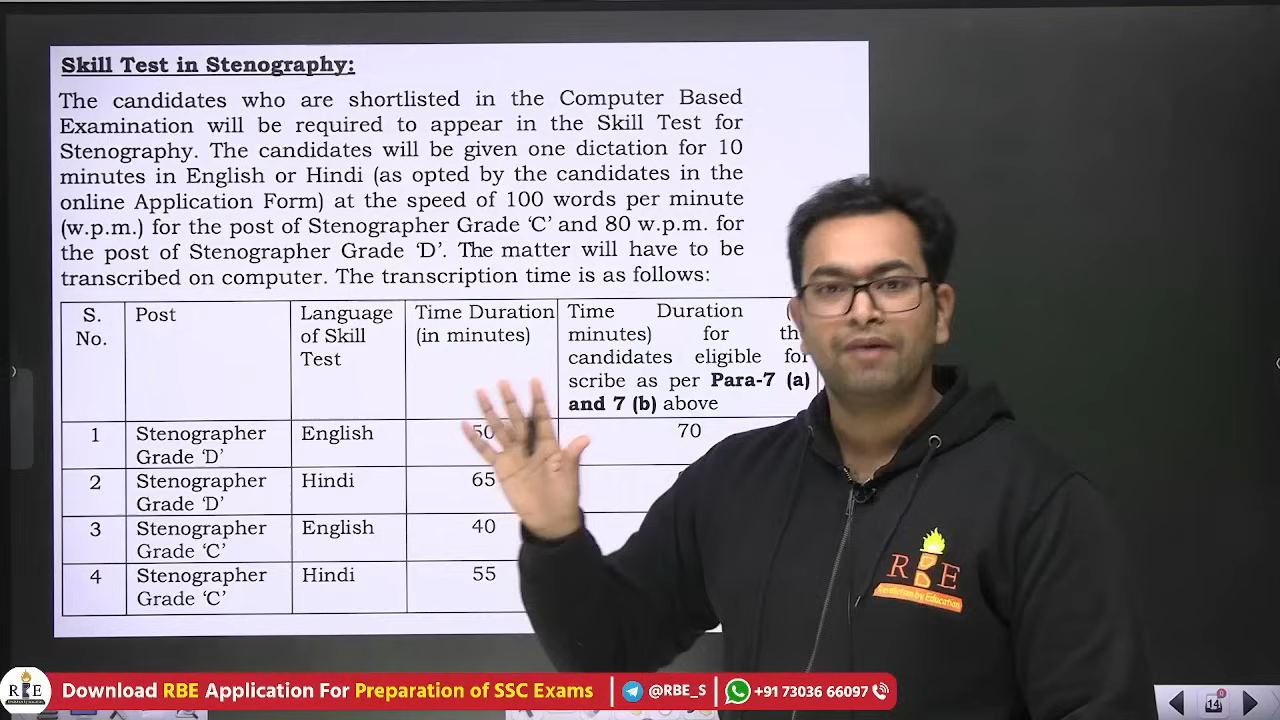 Skill Test in Stenography:
The candidates who are shortlisted in the Computer Based
Examination will be required to appear in the Skill Test for
Stenography. The candidates will be given one dictation for 10
minutes in English or Hindi (as opted by the candidates in the
online Application Form) at the speed of 100 words per minute
(w.p.m.) for the post of Stenographer Grade ‘C’ and 80 w.p.m. for
the post of Stenographer Grade ‘D’. The matter will have to be
transcribed on computer. The transcription time is as follows:
S. No. Post Language of Skill Test Time Duration (in minutes) Time Duration minutes) for candidates eligible for scribe as per Para-7 (a) and 7 (b) above
1 Stenographer Grade ‘D’ English 50 70
2 Stenographer Grade ‘D’ Hindi 65
3 Stenographer Grade ‘C’ English 40
4 Stenographer Grade ‘C’ Hindi 55
RBE
Revolution by Education
RBE
Download RBE Application For Preparation of SSC Exams @RBE_S +91 73036 66097
14